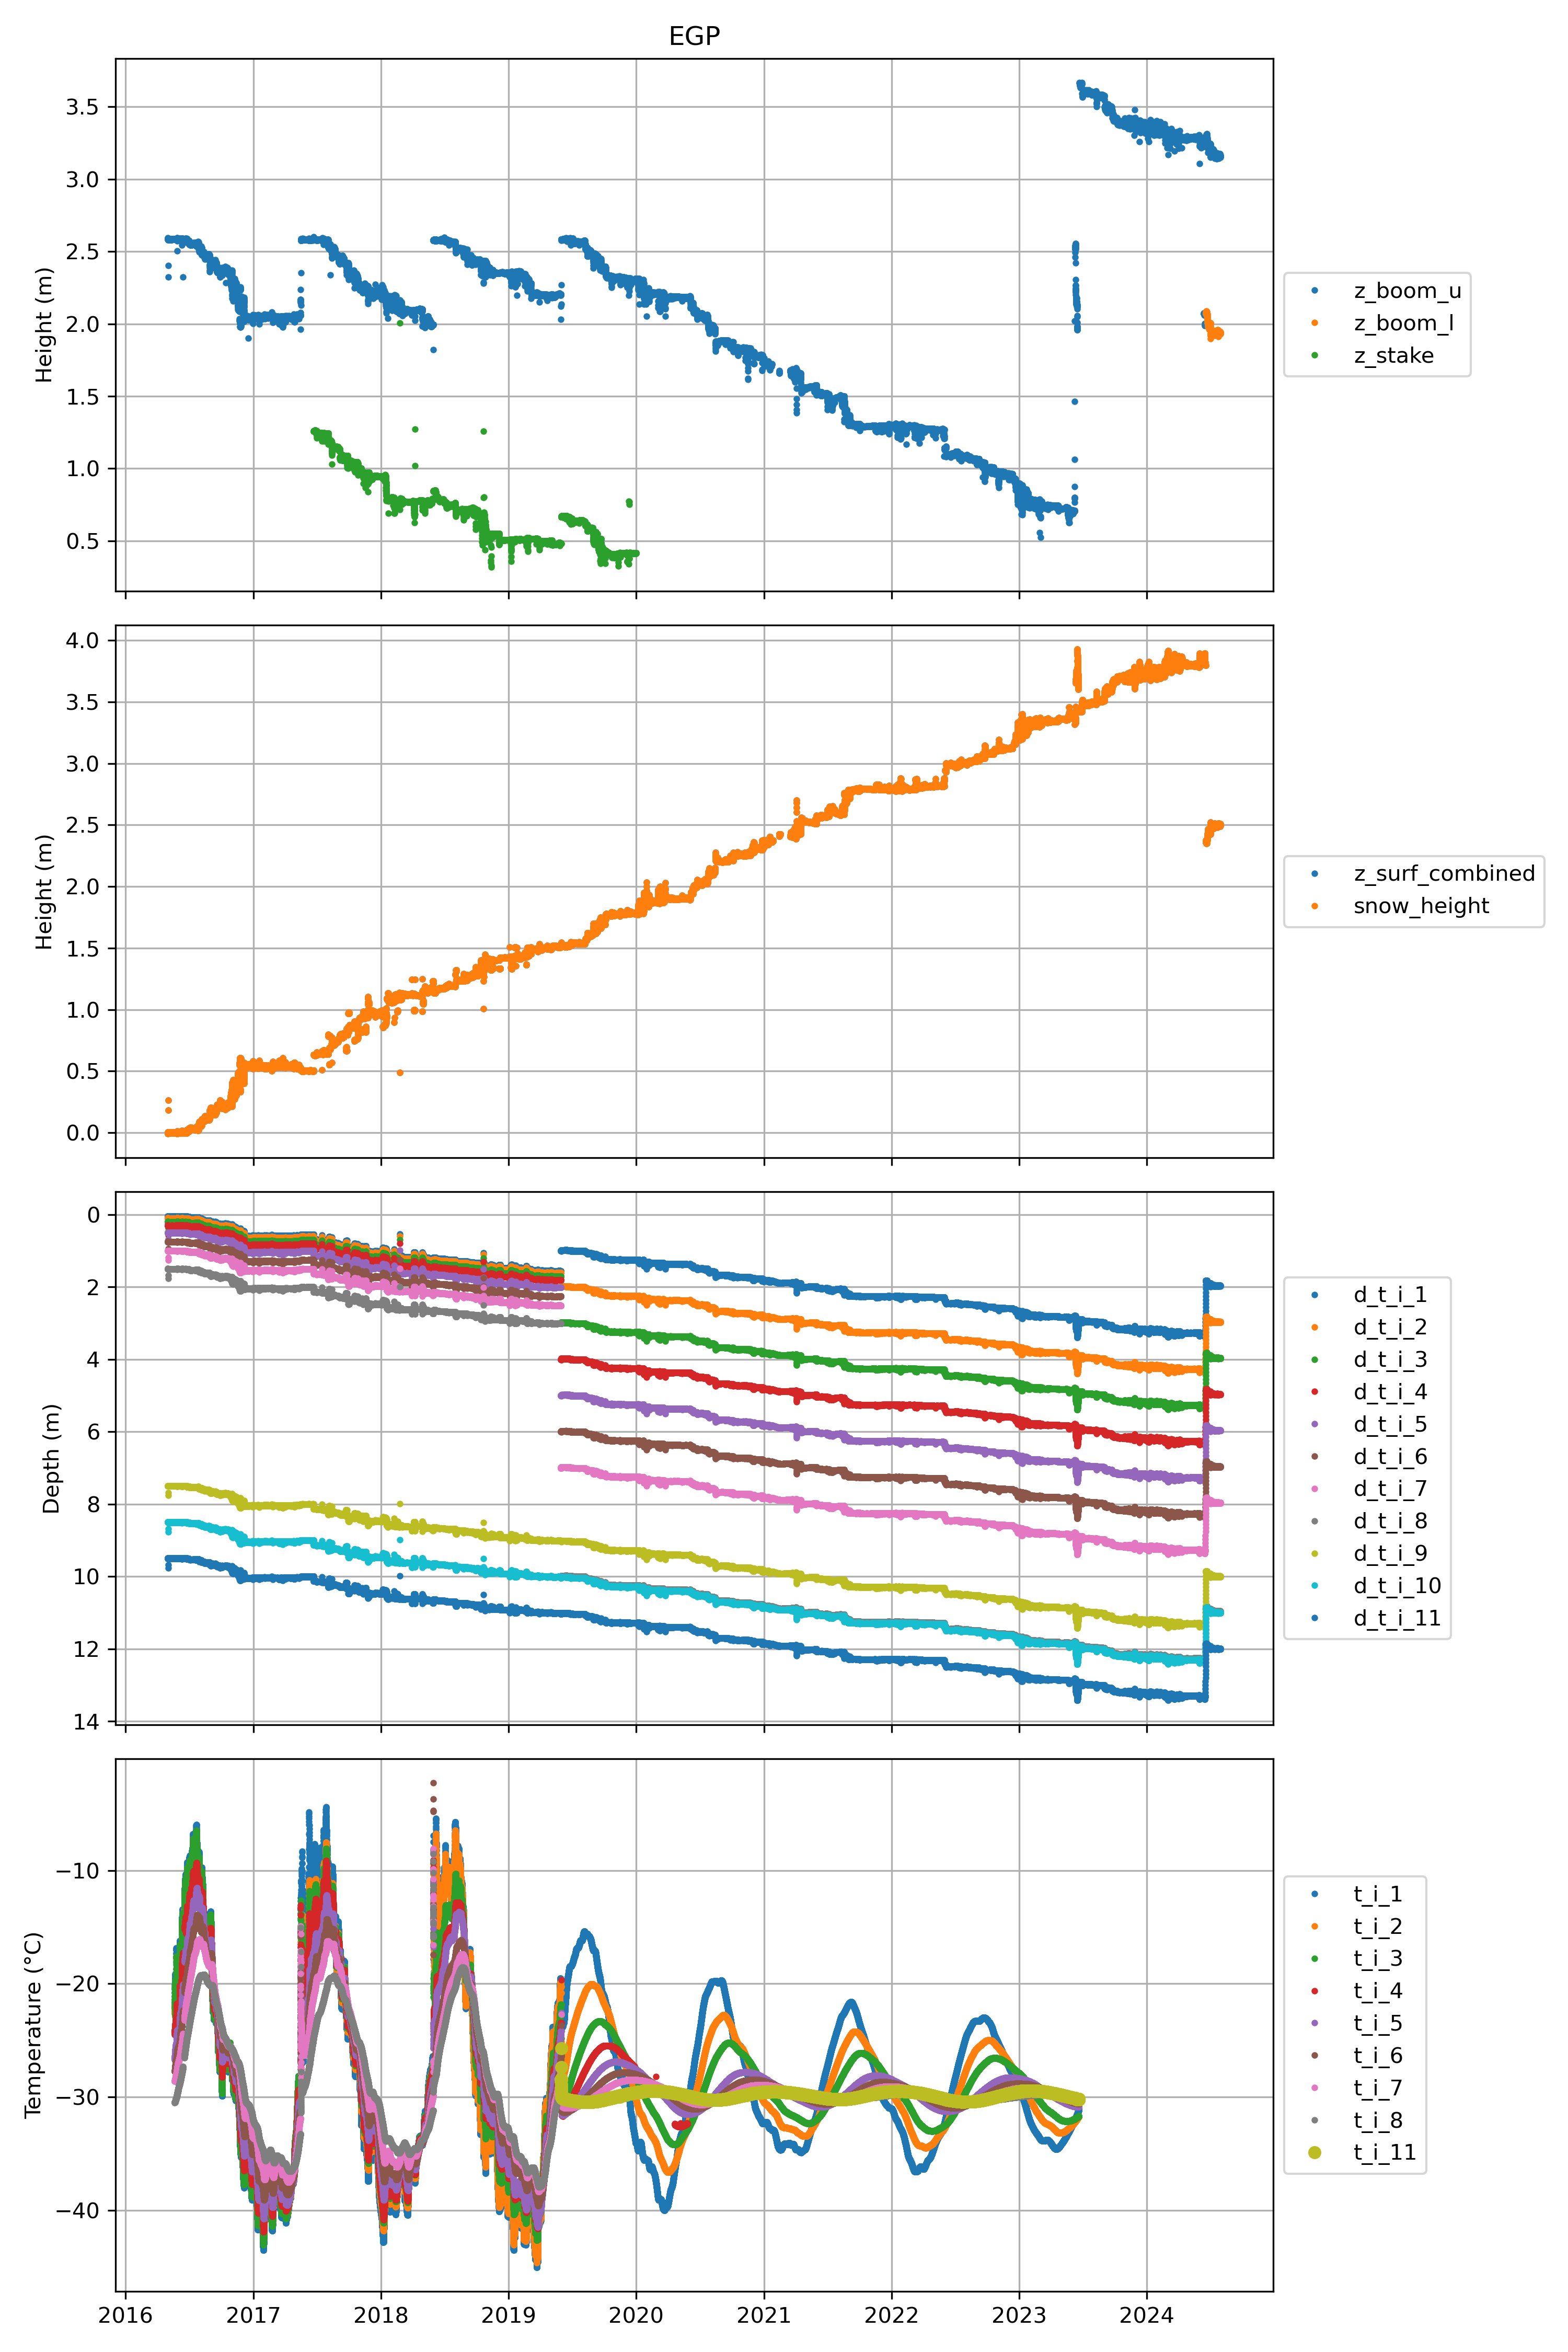 EGP
3.5
3.0
2.5
2.0
1.5
1.0
0.5
Height (m)
z_boom_u
z_boom_l
z_stake
4.0
3.5
3.0
2.5
2.0
1.5
1.0
0.5
0.0
Height (m)
z_surf_combined
snow_height
0
2
4
6
8
10
12
14
Depth (m)
d_t_i_1
d_t_i_2
d_t_i_3
d_t_i_4
d_t_i_5
d_t_i_6
d_t_i_7
d_t_i_8
d_t_i_9
d_t_i_10
d_t_i_11
−10
−20
−30
−40
Temperature (°C)
t_i_1
t_i_2
t_i_3
t_i_4
t_i_5
t_i_6
t_i_7
t_i_8
t_i_11
2016 2017 2018 2019 2020 2021 2022 2023 2024